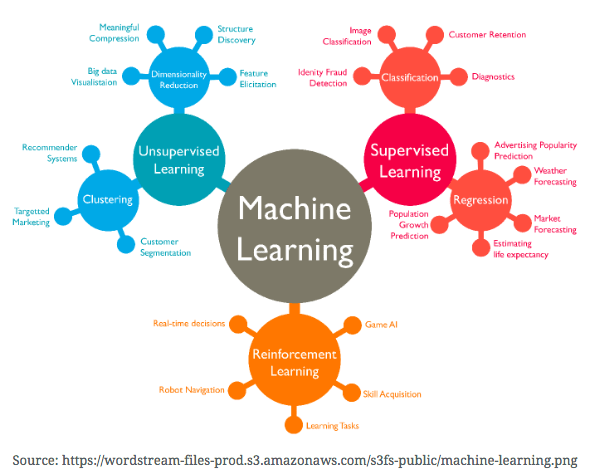 Meaningful
Compression
Structure
Discovery
Big data
Visualistaion
Dimensionality
Reduction
Feature
Elicitation
Image
Classification
Customer Retention
Idenity Fraud
Detection
Classification
Diagnostics
Recommender
Systems
Unsupervised
Learning
Clustering
Targetted
Marketing
Customer
Segmentation
Supervised
Learning
Advertising Popularity
Prediction
Weather
Forecasting
Regression
Population
Growth
Prediction
Market
Forecasting
Estimating
life expectancy
Machine
Learning
Real-time decisions
Game AI
Reinforcement
Learning
Robot Navigation
Skill Acquisition
Learning Tasks
Source: https://wordstream-files-prod.s3.amazonaws.com/s3fs-public/machine-learning.png